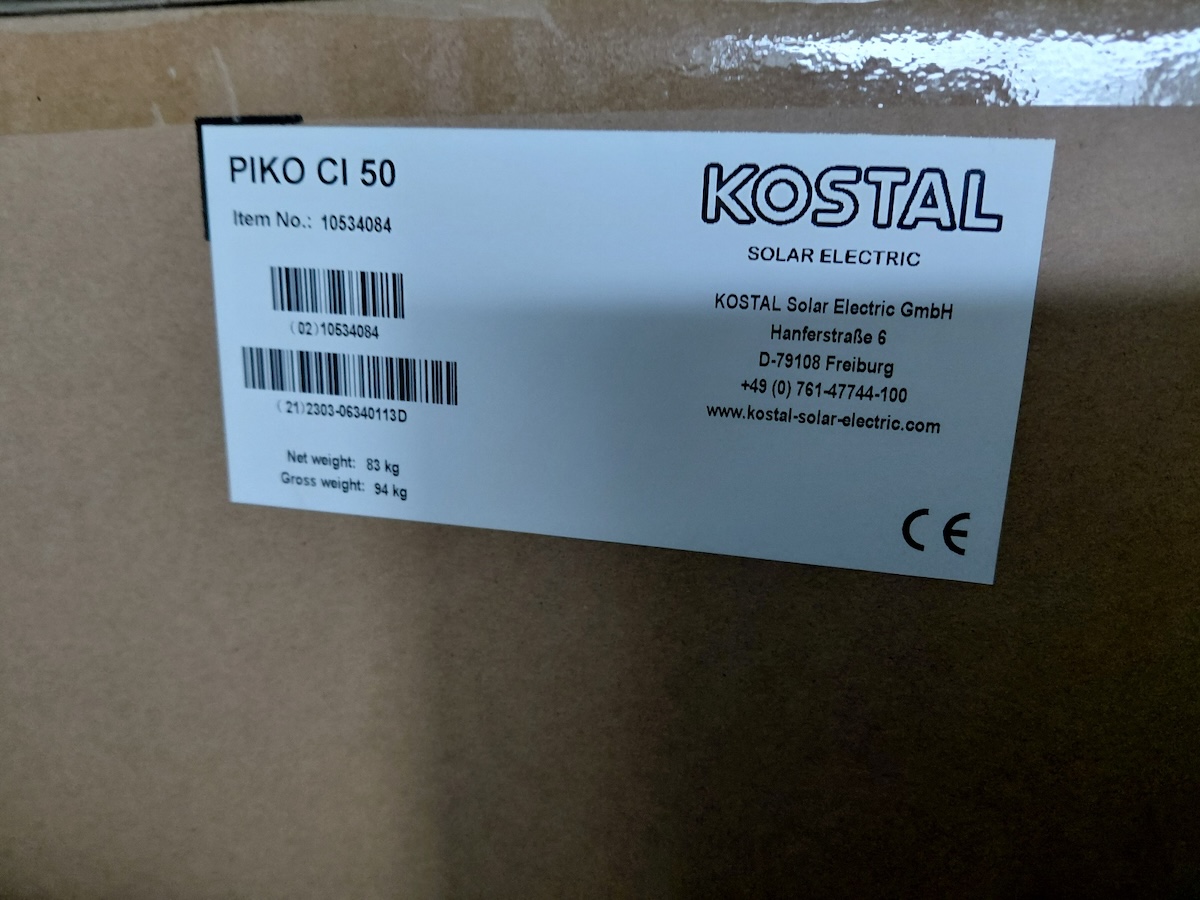 PIKO CI 50
Item No.: 10534084
(02)10534084
(21)2303-06340113D
Net weight: 83 kg
Gross weight: 94 kg
KOSTAL
SOLAR ELECTRIC
KOSTAL Solar Electric GmbH
Hanferstraße 6
D-79108 Freiburg
+49 (0) 761-47744-100
www.kostal-solar-electric.com
CE